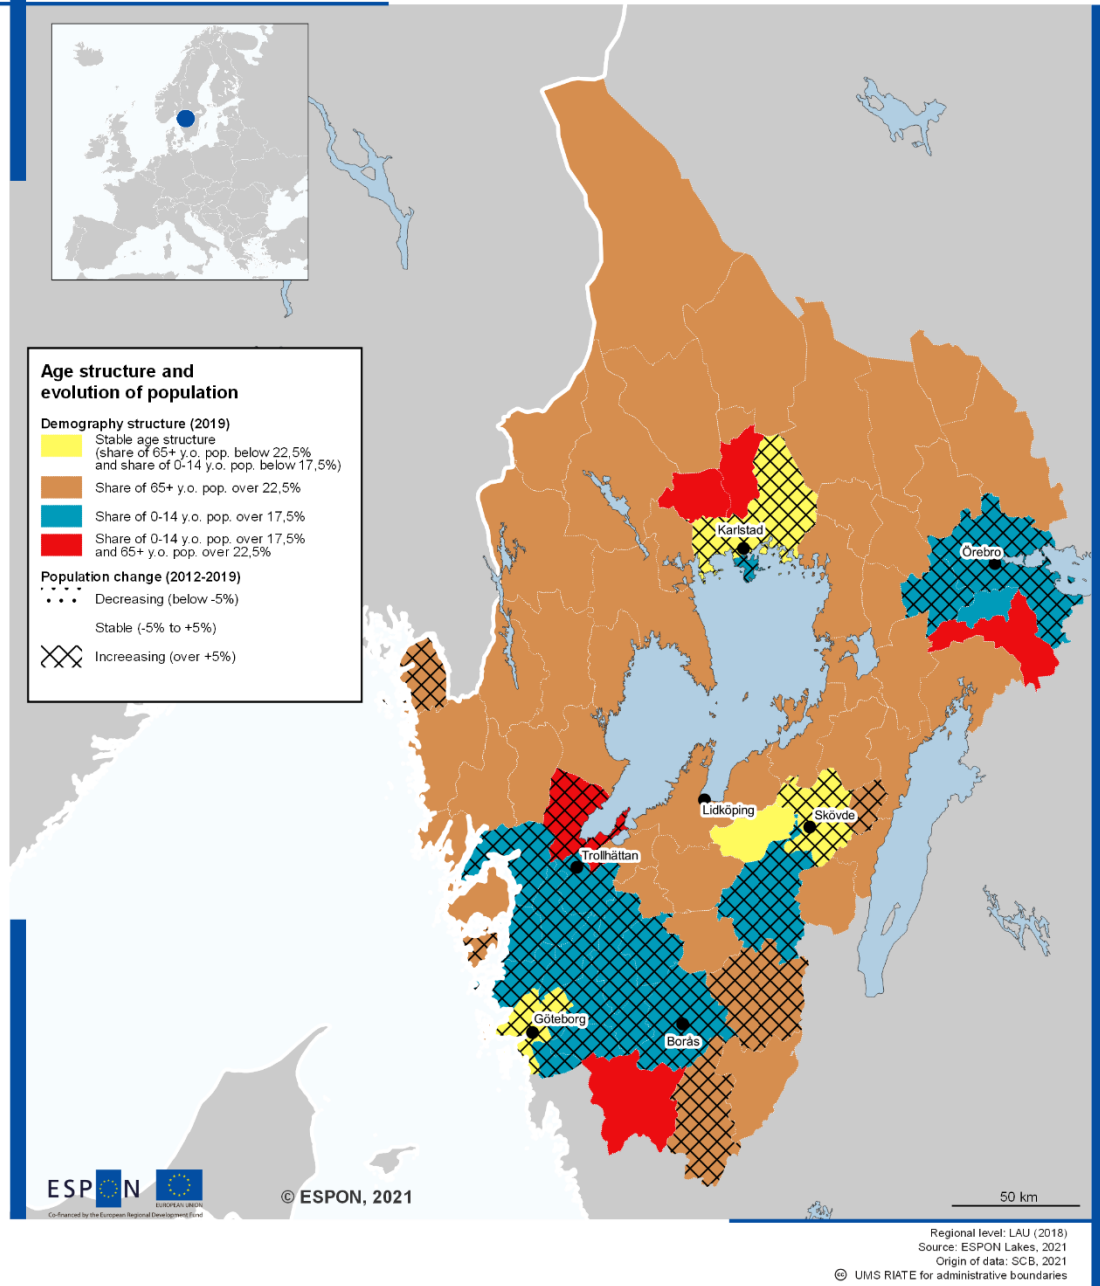 Age structure and
evolution of population
Demography structure (2019)
Stable age structure
(share of 65+ y.o. pop. below 22,5%
and share of 0-14 y.o. pop. below 17,5%)
Share of 65+ y.o. pop. over 22,5%
Share of 0-14 y.o. pop. over 17,5%
Share of 0-14 y.o. pop. over 17,5%
and 65+ y.o. pop. over 22,5%
Population change (2012-2019)
Decreasing (below -5%)
Stable (-5% to +5%)
Increeasing (over +5%)
Karlstad
Örebro
Lidköping
Skövde
Trollhättan
Göteborg
Borås
ESPON
EUROPEAN UNION
Co-financed by the European Regional Development Fund
© ESPON, 2021
50 km
Regional level: LAU (2018)
Source: ESPON Lakes, 2021
Origin of data: SCB, 2021
cc UMS RIATE for administrative boundaries